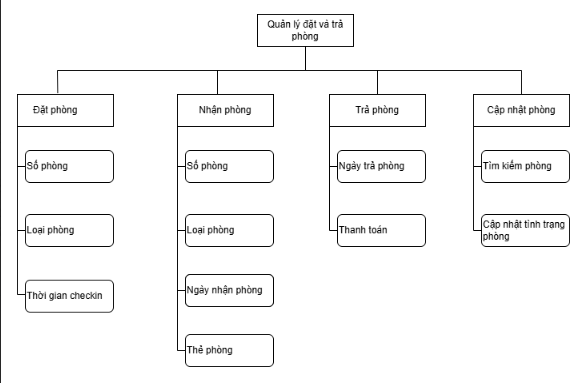 Quản lý đặt vá trả
phòng
Đặt phòng
Nhận phòng
Trả phòng
Cập nhật phòng
Số phòng
Số phòng
Ngày trả phòng
Tìm kiếm phòng
Loại phòng
Loại phòng
Thanh toán
Cập nhật tình trạng
phòng
Thời gian checkin
Ngày nhận phòng
Thẻ phòng